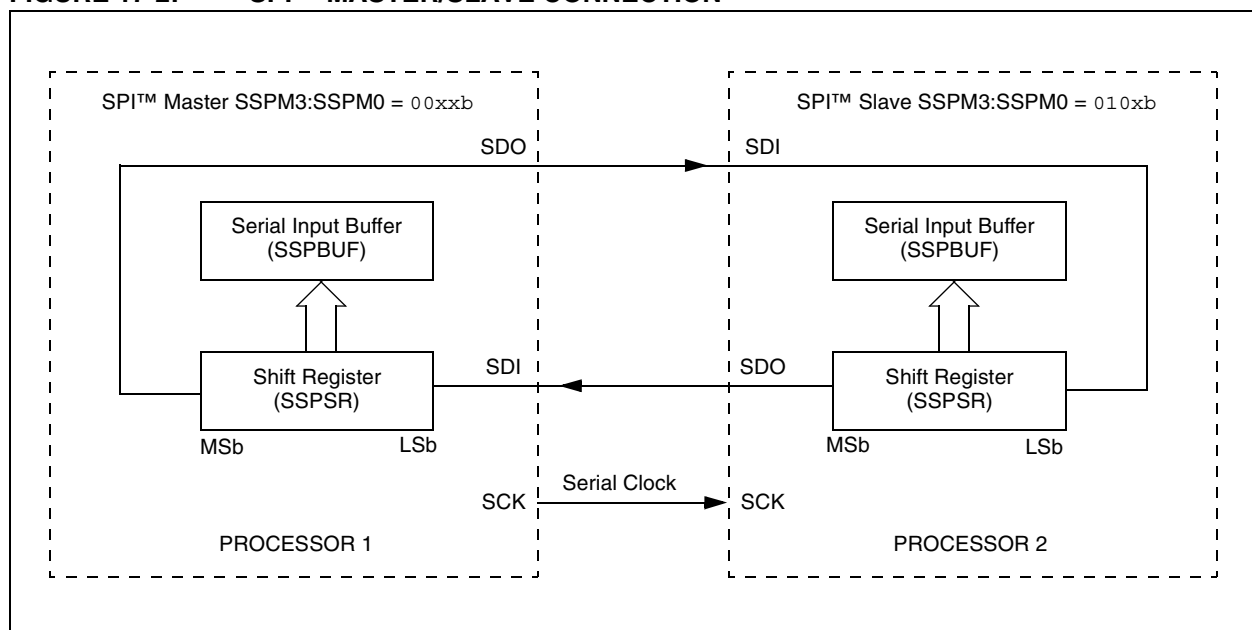 SPI™ Master SSPM3:SSPM0 = 00xxb
SPI™ Slave SSPM3:SSPM0 = 010xb
SDO
SDI
Serial Input Buffer
(SSPBUF)
Serial Input Buffer
(SSPBUF)
SDI
SDO
Shift Register
(SSPSR)
Shift Register
(SSPSR)
MSb
LSb
MSb
LSb
Serial Clock
SCK
SCK
PROCESSOR 1
PROCESSOR 2